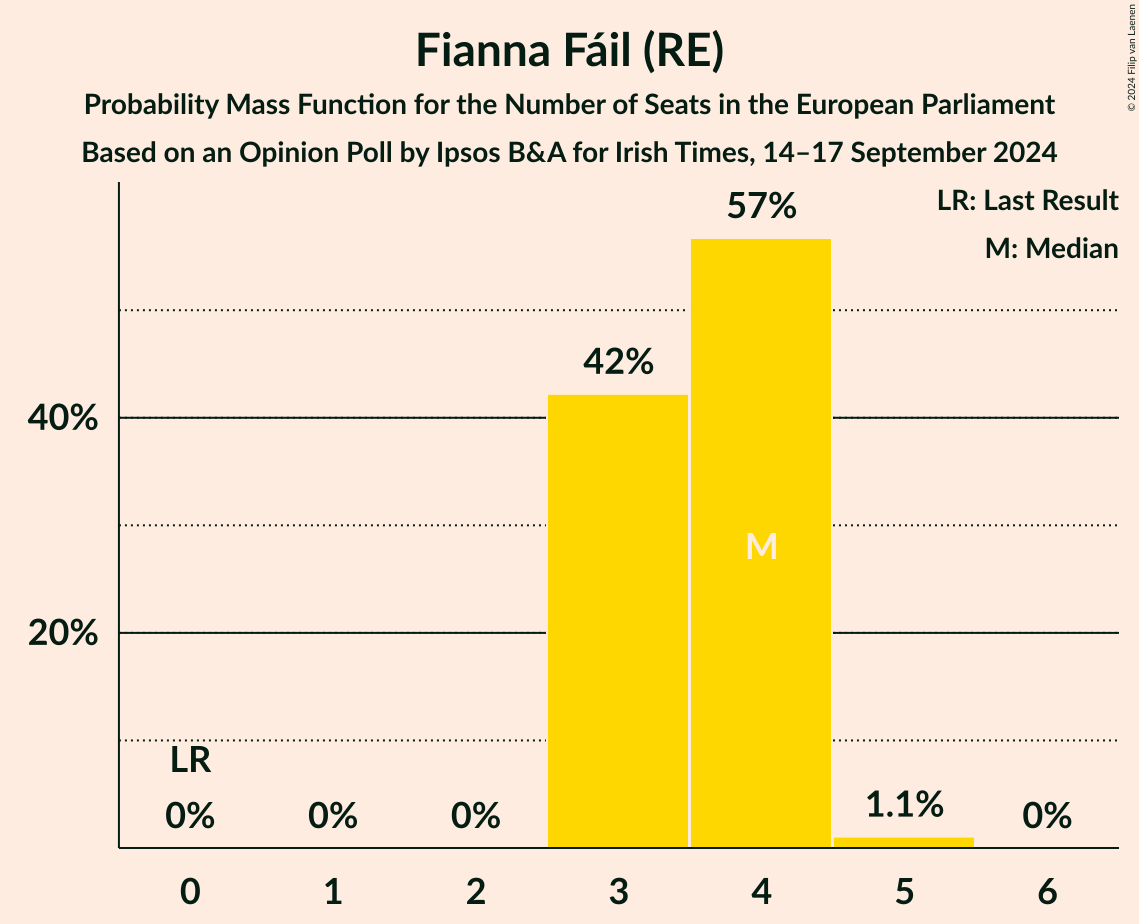 Fianna Fáil (RE)
Probability Mass Function for the Number of Seats in the European Parliament
Based on an Opinion Poll by Ipsos B&A for Irish Times, 14–17 September 2024
© 2024 Filip van Laenen
LR: Last Result
M: Median
57%
42%
40%
M
20%
LR
0%
0%
0%
1.1%
0%
0
1
2
3
4
5
6